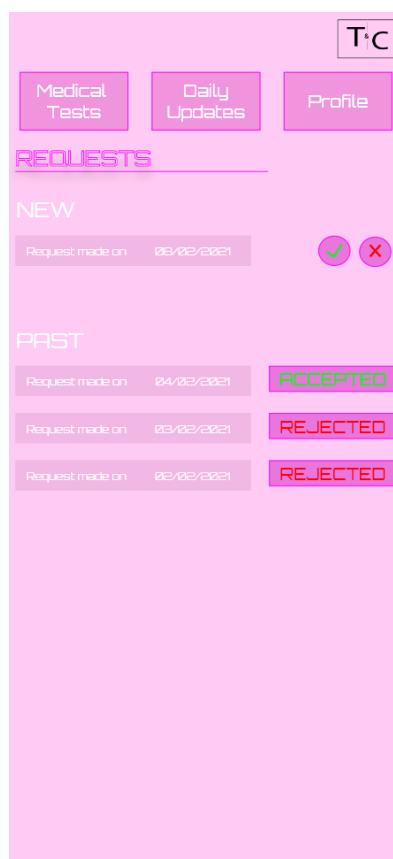 T&C
Medical Tests
Daily Updates
Profile
REQUESTS
NEW
Request made on 08/02/2021
PAST
Request made on 04/02/2021 ACCEPTED
Request made on 03/02/2021 REJECTED
Request made on 02/02/2021 REJECTED